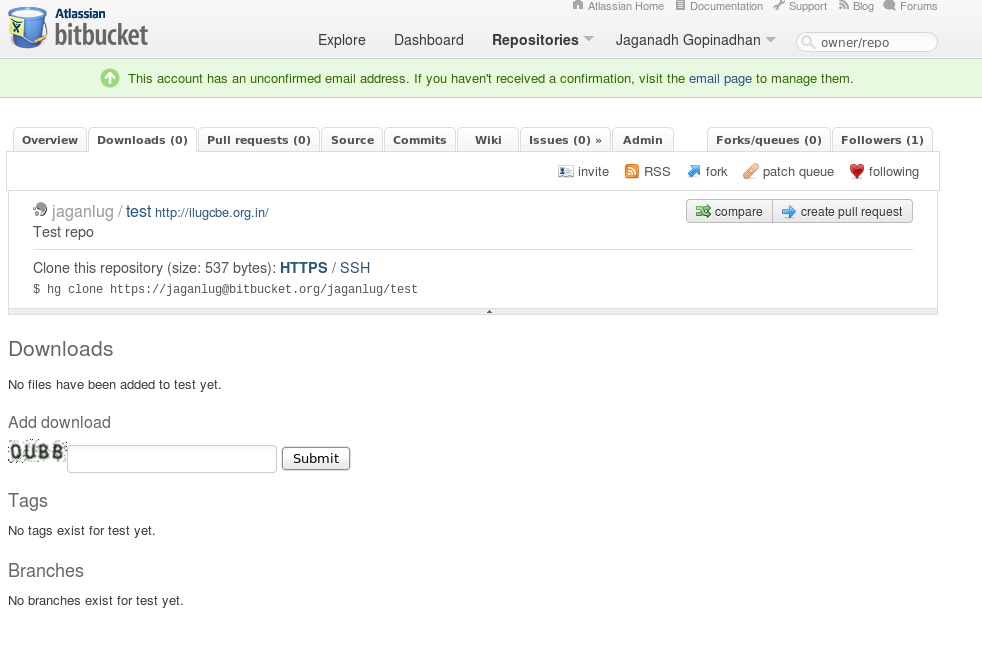 Atlassian Home Documentation Support Blog Forums
Atlassian
bitbucket
Explore Dashboard Repositories Jaganadh Gopinadhan owner/repo
This account has an unconfirmed email address. If you haven't received a confirmation, visit the email page to manage them.
Overview Downloads (0) Pull requests (0) Source Commits Wiki Issues (0) » Admin Forks/queues (0) Followers (1)
invite RSS fork patch queue following
jaganlug / test http://ilugcbe.org.in/ compare create pull request
Test repo
Clone this repository (size: 537 bytes): HTTPS / SSH
$ hg clone https://jaganlug@bitbucket.org/jaganlug/test
Downloads
No files have been added to test yet.
Add download
OUBB Submit
Tags
No tags exist for test yet.
Branches
No branches exist for test yet.